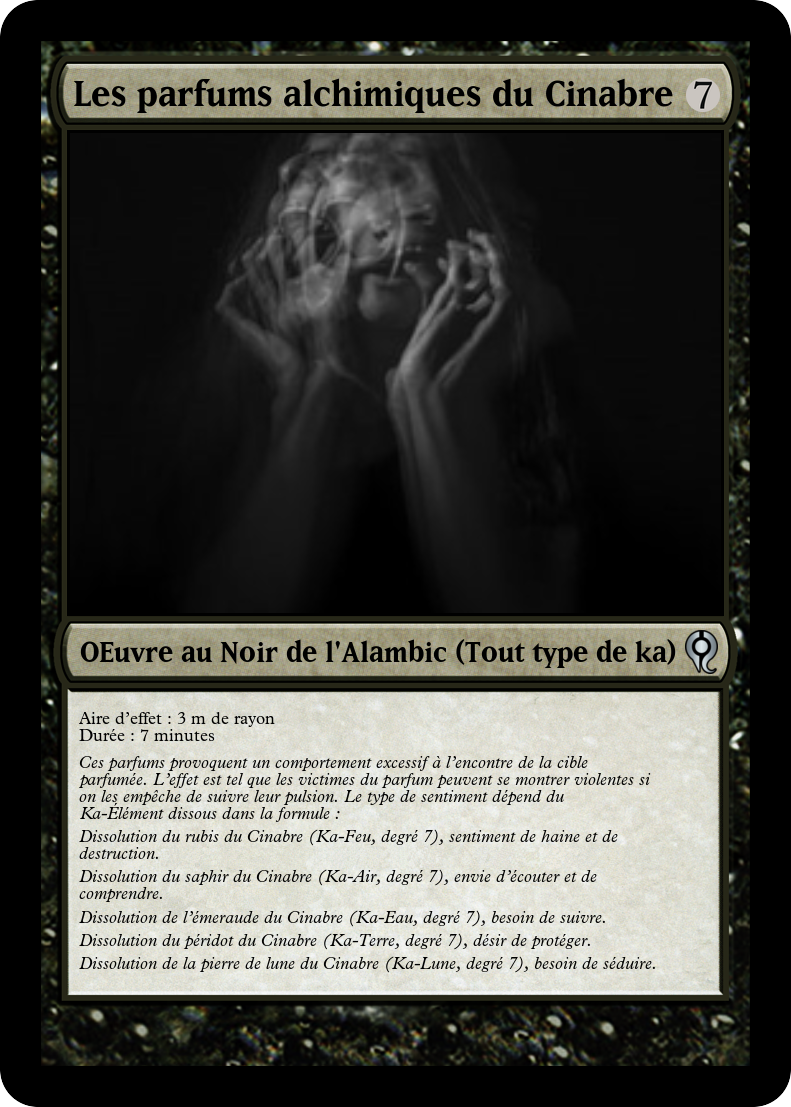 Les parfums alchimiques du Cinabre 7
OEuvre au Noir de l'Alambic (Tout type de ka)
Aire d'effet : 3 m de rayon
Durée : 7 minutes
Ces parfums provoquent un comportement excessif à l'encontre de la cible
parfumée. L'effet est tel que les victimes du parfum peuvent se montrer violentes si
on les empêche de suivre leur pulsion. Le type de sentiment dépend du
Ka-Élément dissous dans la formule :
Dissolution du rubis du Cinabre (Ka-Feu, degré 7), sentiment de haine et de
destruction.
Dissolution du saphir du Cinabre (Ka-Air, degré 7), envie d'écouter et de
comprendre.
Dissolution de l'émeraude du Cinabre (Ka-Eau, degré 7), besoin de suivre.
Dissolution du péridot du Cinabre (Ka-Terre, degré 7), désir de protéger.
Dissolution de la pierre de lune du Cinabre (Ka-Lune, degré 7), besoin de séduire.